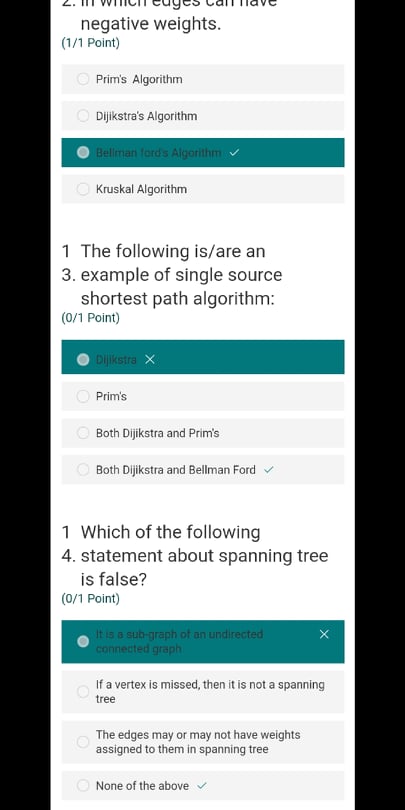 2. in which edges can have
negative weights.
(1/1 Point)
Prim's Algorithm
Dijikstra's Algorithm
Bellman ford's Algorithm
Kruskal Algorithm
1 The following is/are an
3. example of single source
shortest path algorithm:
(0/1 Point)
Dijikstra
Prim's
Both Dijikstra and Prim's
Both Dijikstra and Bellman Ford
1 Which of the following
4. statement about spanning tree
is false?
(0/1 Point)
It is a sub-graph of an undirected
connected graph
If a vertex is missed, then it is not a spanning
tree
The edges may or may not have weights
assigned to them in spanning tree
None of the above